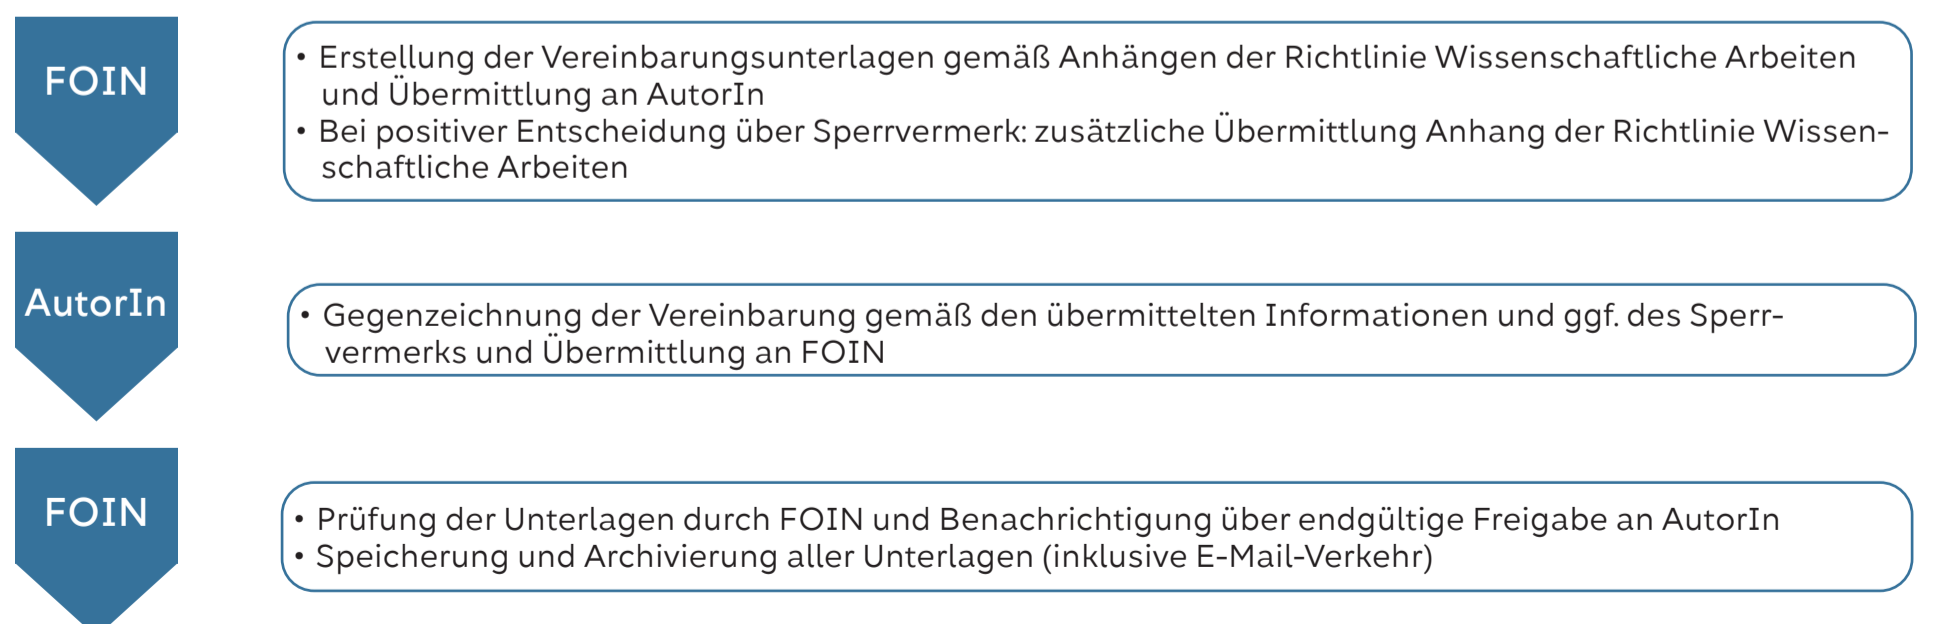 FOIN
• Erstellung der Vereinbarungsunterlagen gemäß Anhängen der Richtlinie Wissenschaftliche Arbeiten
und Übermittlung an AutorIn
• Bei positiver Entscheidung über Sperrvermerk: zusätzliche Übermittlung Anhang der Richtlinie Wissen-
schaftliche Arbeiten
AutorIn
• Gegenzeichnung der Vereinbarung gemäß den übermittelten Informationen und ggf. des Sperr-
vermerks und Übermittlung an FOIN
FOIN
• Prüfung der Unterlagen durch FOIN und Benachrichtigung über endgültige Freigabe an AutorIn
• Speicherung und Archivierung aller Unterlagen (inklusive E-Mail-Verkehr)